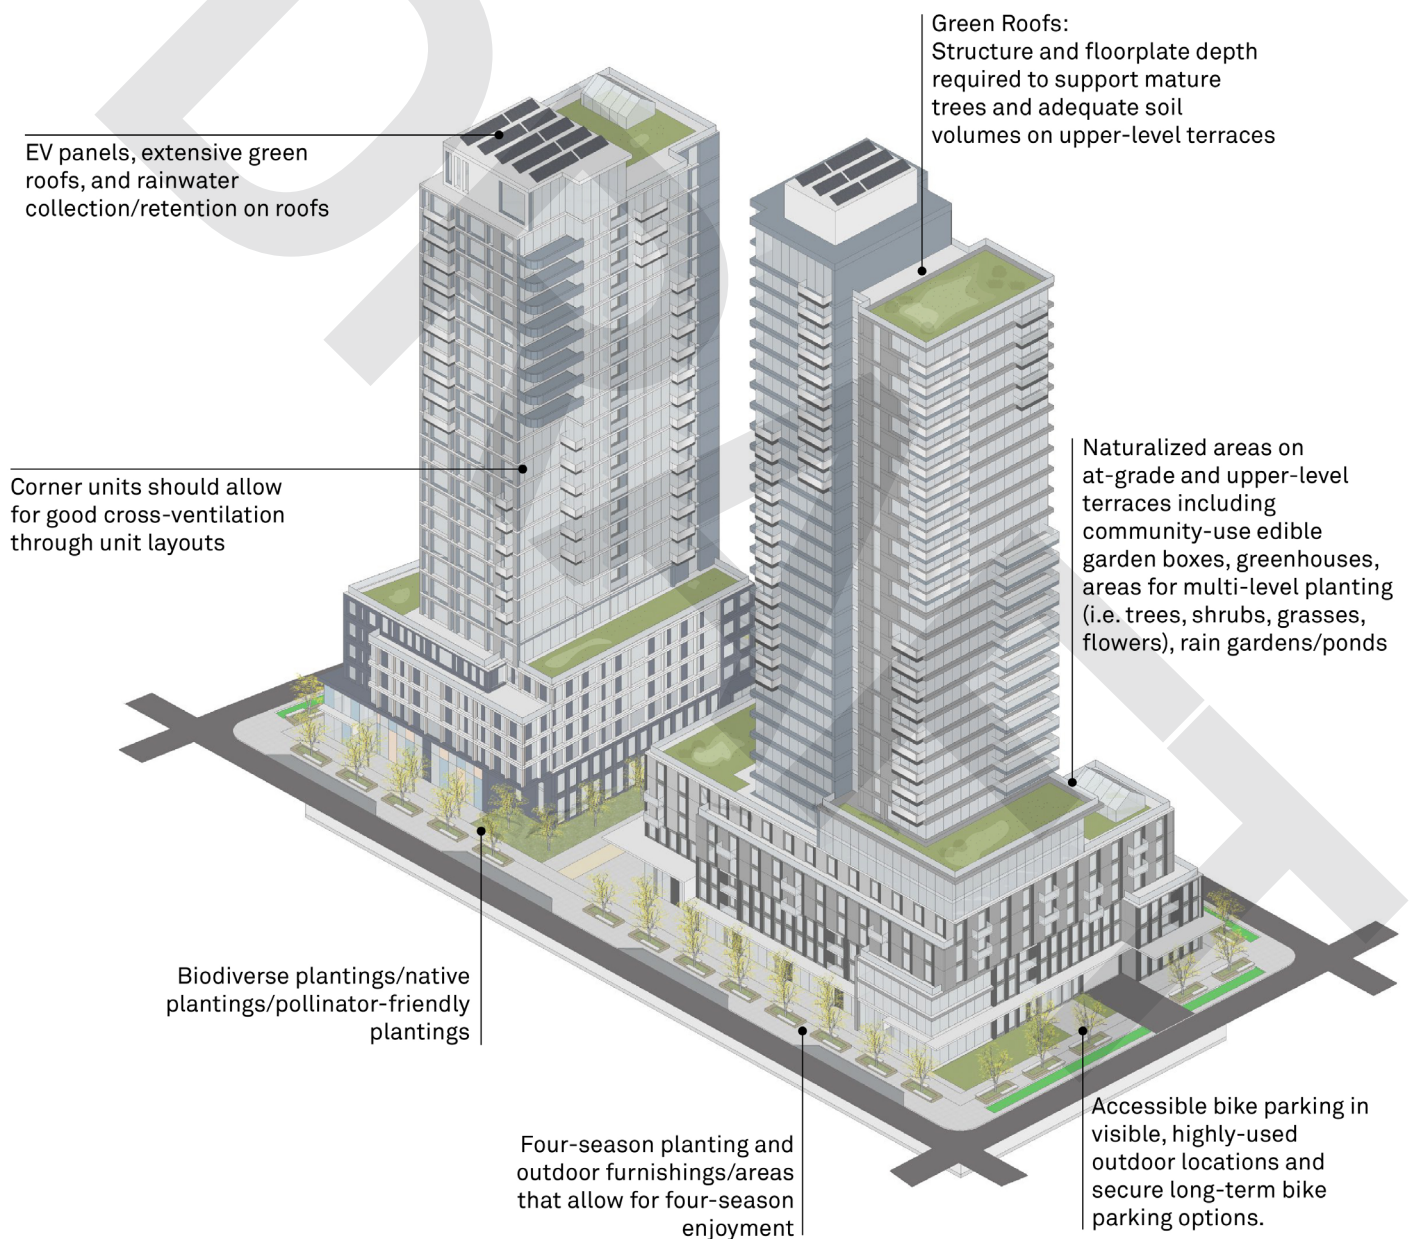 Green Roofs:
Structure and floorplate depth
required to support mature
trees and adequate soil
volumes on upper-level terraces
EV panels, extensive green
roofs, and rainwater
collection/retention on roofs
Naturalized areas on
at-grade and upper-level
terraces including
community-use edible
garden boxes, greenhouses,
areas for multi-level planting
(i.e. trees, shrubs, grasses,
flowers), rain gardens/ponds
Corner units should allow
for good cross-ventilation
through unit layouts
Biodiverse plantings/native
plantings/pollinator-friendly
plantings
Accessible bike parking in
visible, highly-used
outdoor locations and
secure long-term bike
parking options.
Four-season planting and
outdoor furnishings/areas
that allow for four-season
enjoyment
DRAFT